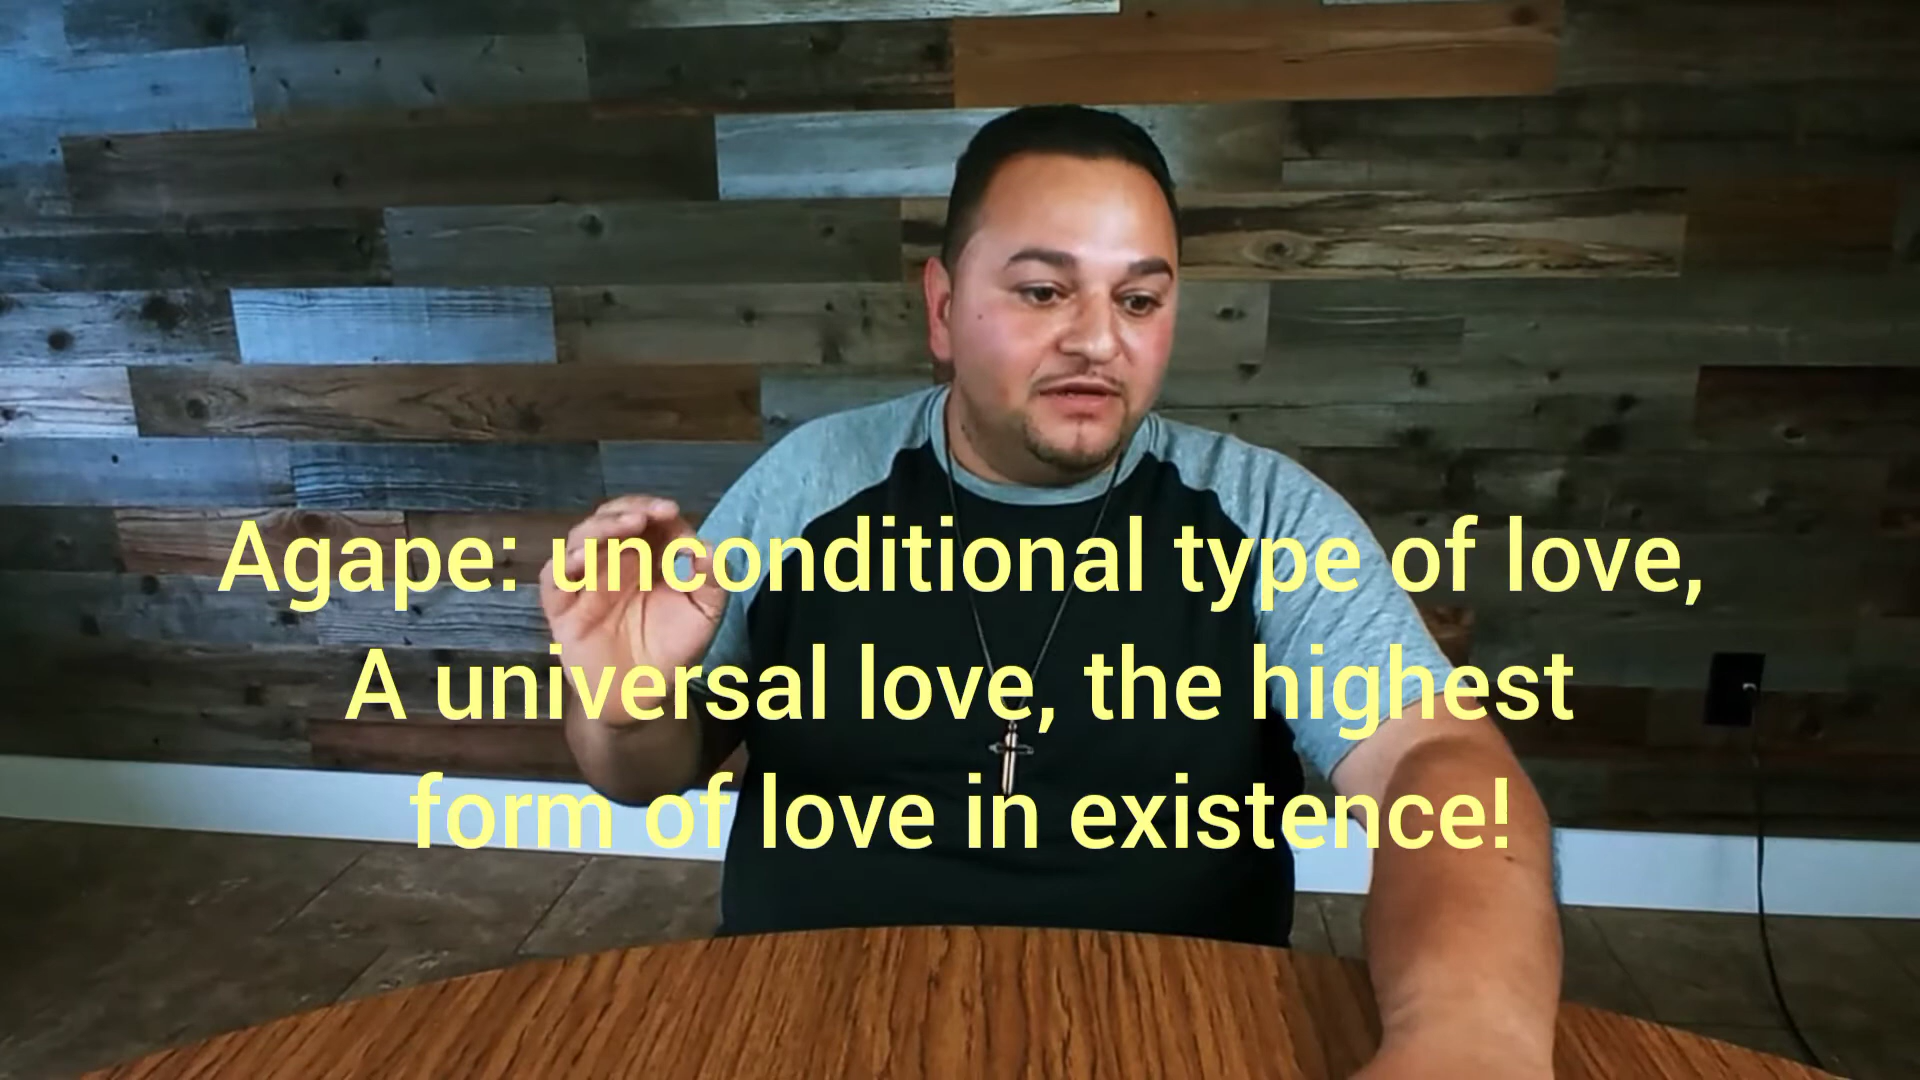 Agape: unconditional type of love,
A universal love, the highest
form of love in existence!